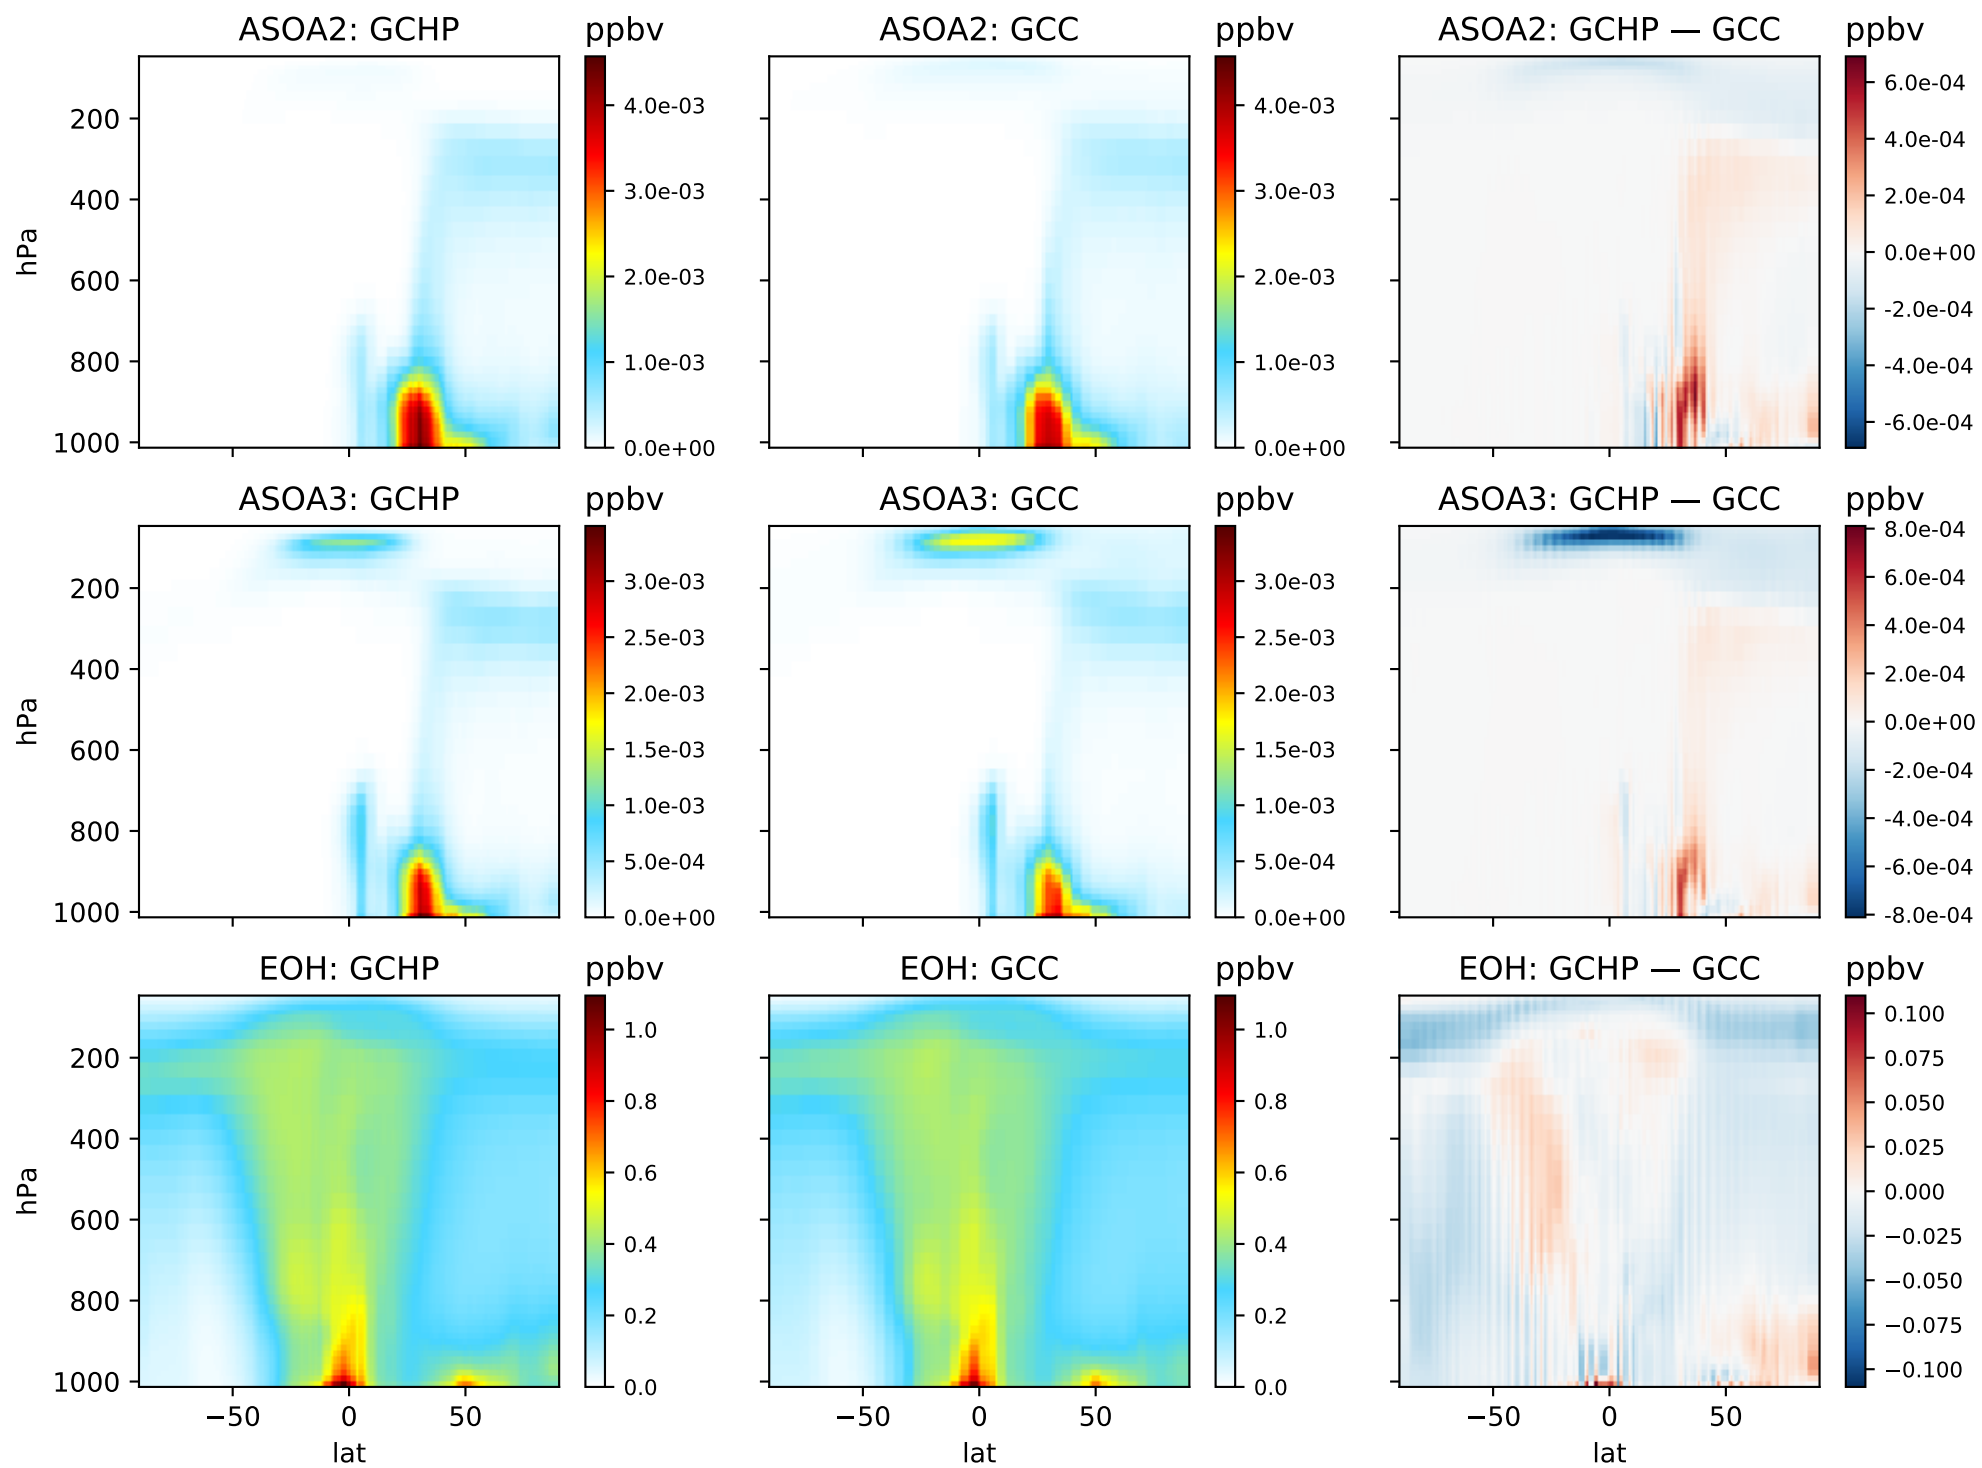 ASOA2: GCHP ppbv ASOA2: GCC ppbv ASOA2: GCHP — GCC ppbv
hPa
200
400
600
800
1000
4.0e-03
3.0e-03
2.0e-03
1.0e-03
0.0e+00
4.0e-03
3.0e-03
2.0e-03
1.0e-03
0.0e+00
6.0e-04
4.0e-04
2.0e-04
0.0e+00
-2.0e-04
-4.0e-04
-6.0e-04
ASOA3: GCHP ppbv ASOA3: GCC ppbv ASOA3: GCHP — GCC ppbv
hPa
200
400
600
800
1000
3.0e-03
2.5e-03
2.0e-03
1.5e-03
1.0e-03
5.0e-04
0.0e+00
3.0e-03
2.5e-03
2.0e-03
1.5e-03
1.0e-03
5.0e-04
0.0e+00
8.0e-04
6.0e-04
4.0e-04
2.0e-04
0.0e+00
-2.0e-04
-4.0e-04
-6.0e-04
-8.0e-04
EOH: GCHP ppbv EOH: GCC ppbv EOH: GCHP — GCC ppbv
hPa
200
400
600
800
1000
1.0
0.8
0.6
0.4
0.2
0.0
1.0
0.8
0.6
0.4
0.2
0.0
0.100
0.075
0.050
0.025
0.000
−0.025
−0.050
−0.075
−0.100
−50 0 50 −50 0 50 −50 0 50
lat lat lat